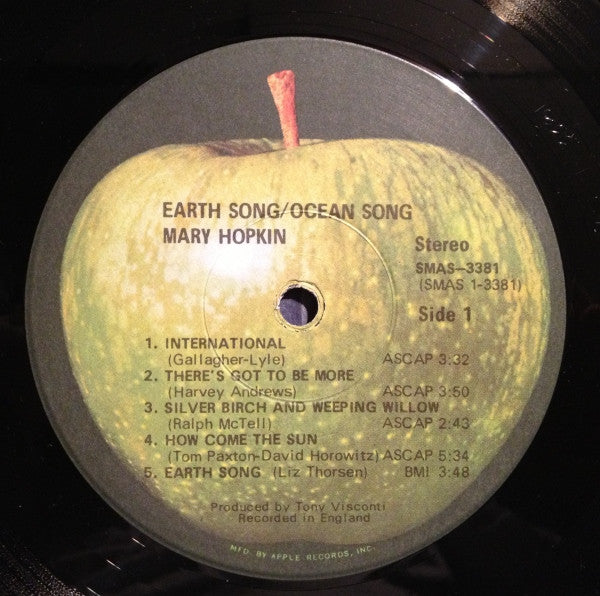 EARTH SONG/OCEAN SONG
MARY HOPKIN
Stereo
SMAS-3381
(SMAS 1-3381)
Side 1
1. INTERNATIONAL
(Gallagher-Lyle) ASCAP 3:32
2. THERE'S GOT TO BE MORE
(Harvey Andrews) ASCAP 3:50
3. SILVER BIRCH AND WEEPING WILLOW
(Ralph McTell) ASCAP 2:43
4. HOW COME THE SUN
(Tom Paxton-David Horowitz) ASCAP 5:34
5. EARTH SONG (Liz Thorsen) BMI 3:48
Produced by Tony Visconti
Recorded in England
MFD. BY APPLE RECORDS, INC.